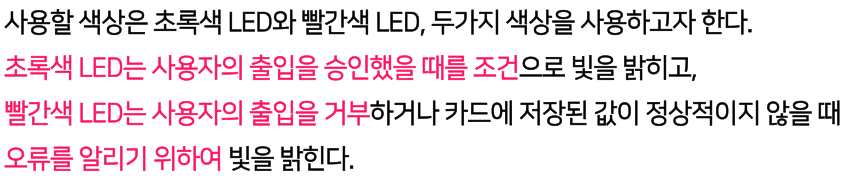 사용할 색상은 초록색 LED와 빨간색 LED, 두가지 색상을 사용하고자 한다.
초록색 LED는 사용자의 출입을 승인했을 때를 조건으로 빛을 밝히고,
빨간색 LED는 사용자의 출입을 거부하거나 카드에 저장된 값이 정상적이지 않을 때
오류를 알리기 위하여 빛을 밝힌다.